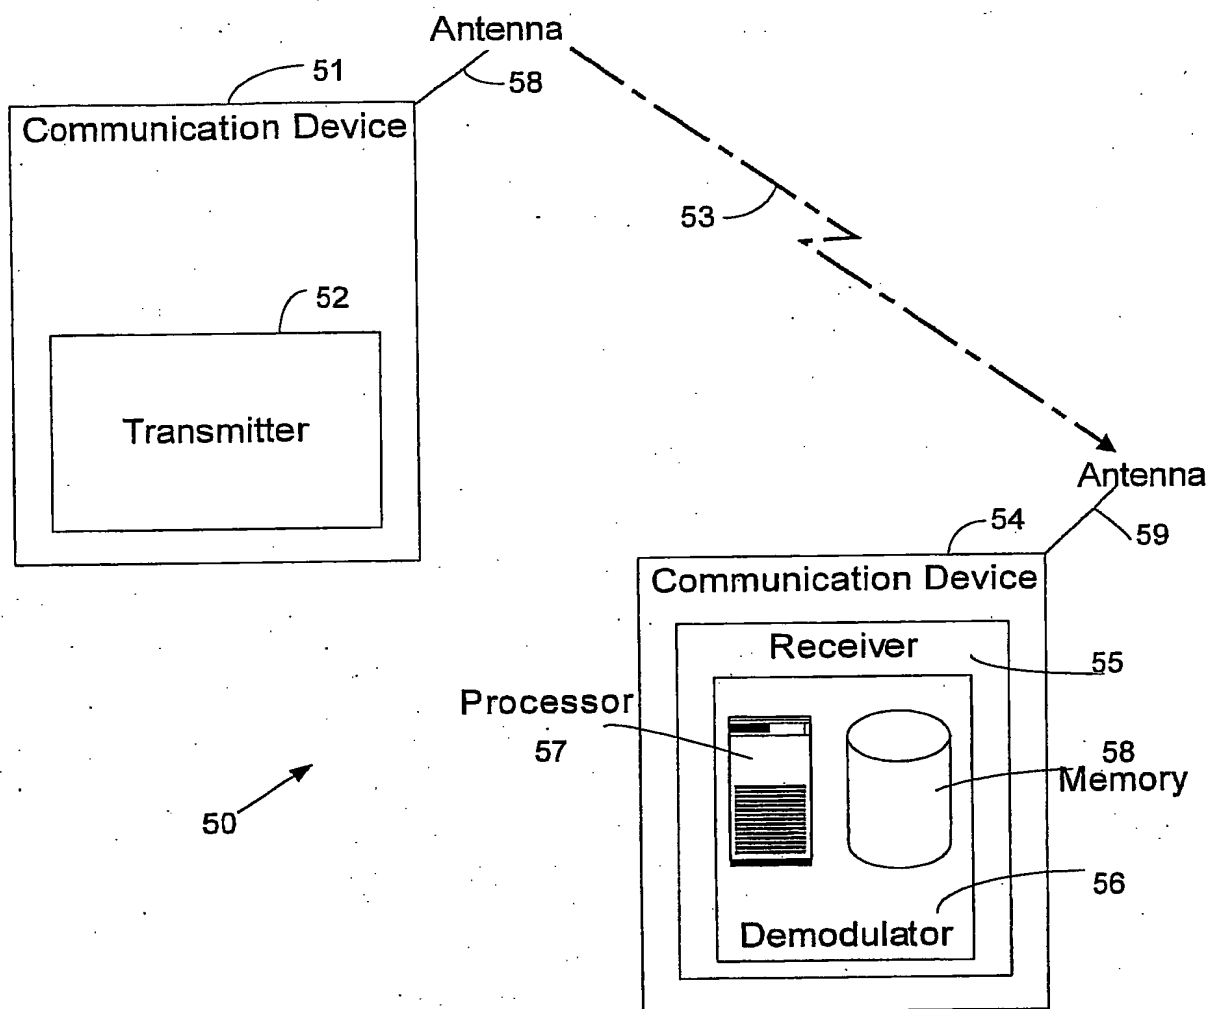 Antenna
51
58
Communication Device
53
52
Transmitter
Antenna
54
59
Communication Device
Receiver
55
Processor
57
58
Memory
50
56
Demodulator